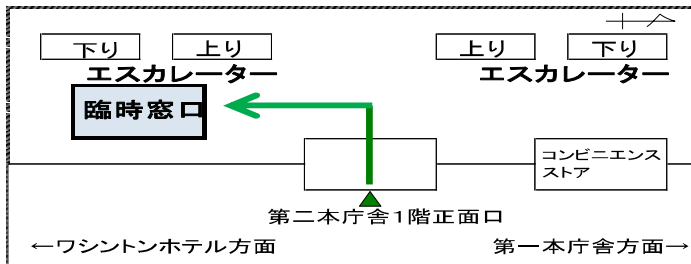 下り
上り
上り
下り
エスカレーター
エスカレーター
臨時窓口
コンビニエンス
ストア
第二本庁舎1階正面口
←ワシントンホテル方面
第一本庁舎方面→